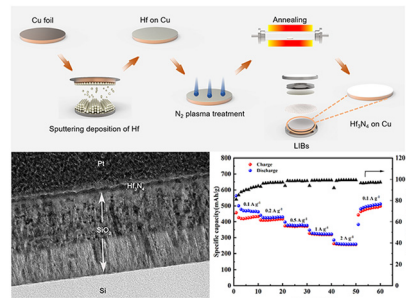 Cu foil
Hf on Cu
Annealing
Sputtering deposition of Hf
N₂ plasma treatment
LIBs
Hf₃N₄ on Cu
Pt
SiO
Si
Specific capacity(mAh/g)
800
700
600
500
400
300
200
100
0
Charge
Discharge
0.1 A g⁻¹
0.2 A g⁻¹
0.5 A g⁻¹
1 A g⁻¹
2 A g⁻¹
0.1 A g⁻¹
100
80
60
40
20
0
0 10 20 30 40 50 60